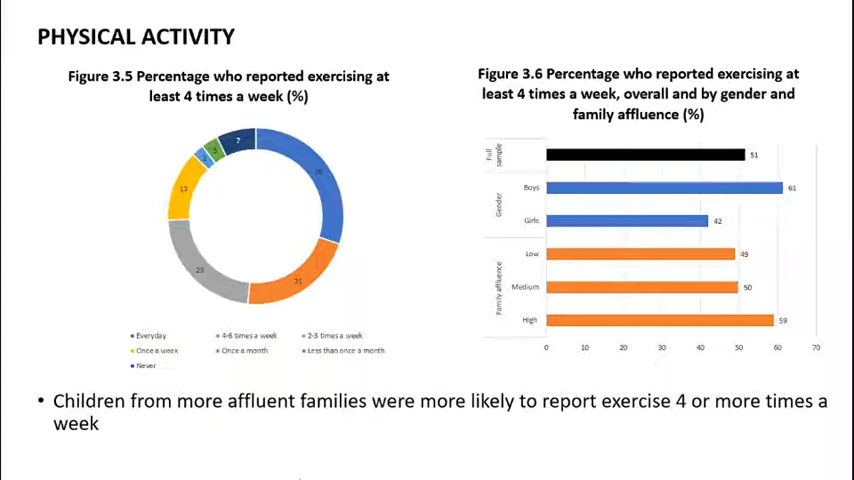 PHYSICAL ACTIVITY
Figure 3.5 Percentage who reported exercising at
least 4 times a week (%)
7
3
2
13
23
21
Everyday
4-6 times a week
2-3 times a week
Once a week
Once a month
Less than once a month
Never
Figure 3.6 Percentage who reported exercising at
least 4 times a week, overall and by gender and
family affluence (%)
Full
sample
51
Gender
Boys
61
Girls
42
Family affluence
Low
49
Medium
50
High
59
0 10 20 30 40 50 60 70
• Children from more affluent families were more likely to report exercise 4 or more times a
week